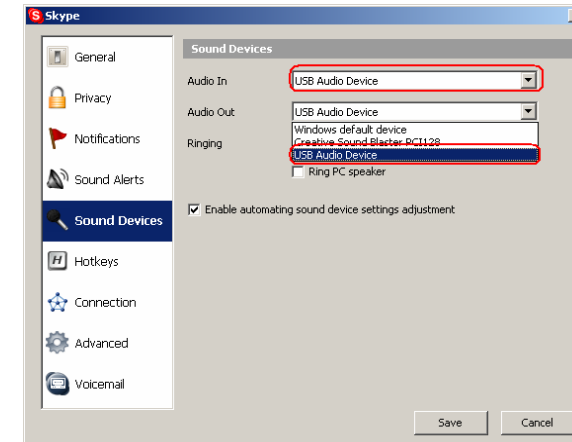 Skype
General
Privacy
Notifications
Sound Alerts
Sound Devices
Hotkeys
Connection
Advanced
Voicemail
Sound Devices
Audio In USB Audio Device
Audio Out USB Audio Device
Windows default device
Creative Sound Blaster PCI128
USB Audio Device
Ringing
Ring PC speaker
Enable automating sound device settings adjustment
Save Cancel